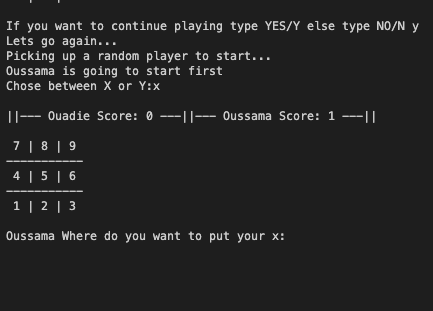 If you want to continue playing type YES/Y else type NO/N y
Lets go again...
Picking up a random player to start...
Oussama is going to start first
Chose between X or Y:x
||—–– Ouadie Score: 0 –––||––– Oussama Score: 1 –––||
7 | 8 | 9
–––––––––––
4 | 5 | 6
–––––––––––
1 | 2 | 3
Oussama Where do you want to put your x: